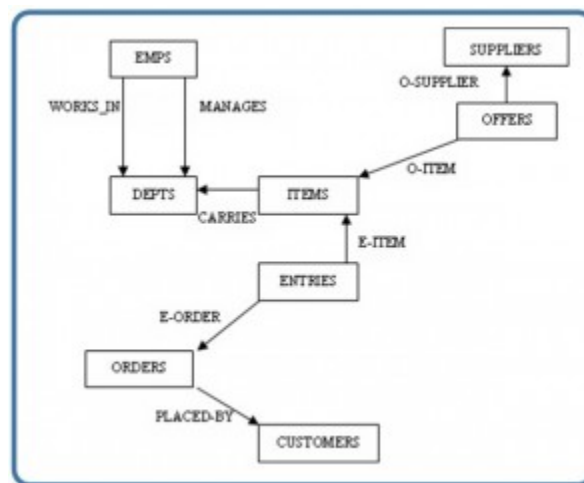 SUPPLIERS
EMPS
O-SUPPLIER
WORKS_IN
MANAGES
OFFERS
O-ITEM
DEPTS
ITEMS
CARRIES
E-ITEM
ENTRIES
E-ORDER
ORDERS
PLACED-BY
CUSTOMERS